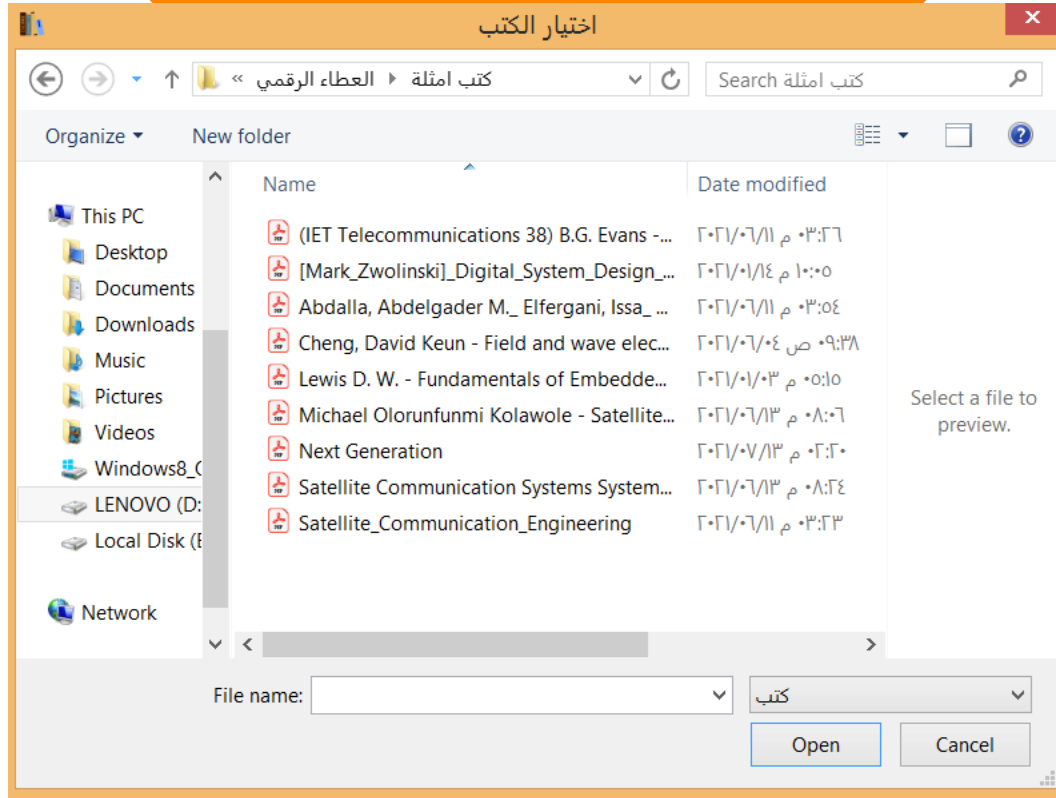 اختيار الكتب
« العطاء الرقمي ▸ كتب امثلة
Search كتب امثلة
Organize New folder
Name Date modified
This PC
Desktop
Documents
Downloads
Music
Pictures
Videos
Windows8_(
LENOVO (D:
Local Disk (E
Network
(IET Telecommunications 38) B.G. Evans -... ٢٠٢١/٠٦/١١ ٠٣:٢٦ م
[Mark_Zwolinski]_Digital_System_Design_... ٢٠٢١/٠١/١٤ ١٠:٠٥ م
Abdalla, Abdelgader M._ Elfergani, Issa_ ... ٢٠٢١/٠٦/١١ ٠٣:٥٤ م
Cheng, David Keun - Field and wave elec... ٢٠٢١/٠٦/٠٤ ٠٩:٣٨ ص
Lewis D. W. - Fundamentals of Embedde... ٢٠٢١/٠١/٠٣ ٠٥:١٥ م
Michael Olorunfunmi Kolawole - Satellite... ٢٠٢١/٠٦/١٣ ٠٨:٠٦ م
Next Generation ٢٠٢١/٠٧/١٣ ٠٢:٢٠ م
Satellite Communication Systems System... ٢٠٢١/٠٦/١٣ ٠٨:٢٤ م
Satellite_Communication_Engineering ٢٠٢١/٠٦/١١ ٠٣:٢٣ م
Select a file to
preview.
File name: كتب
Open Cancel